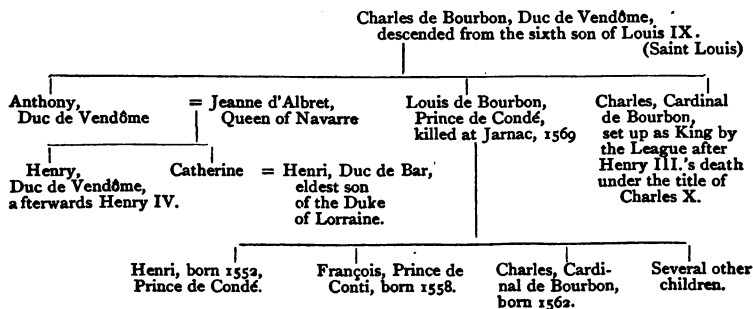 Charles de Bourbon, Duc de Vendôme,
descended from the sixth son of Louis IX.
(Saint Louis)
Anthony,
Duc de Vendôme
= Jeanne d'Albret,
Queen of Navarre
Louis de Bourbon,
Prince de Condé,
killed at Jarnac, 1569
Charles, Cardinal
de Bourbon,
set up as King by
the League after
Henry III.'s death
under the title of
Charles X.
Henry,
Duc de Vendôme,
afterwards Henry IV.
Catherine
= Henri, Duc de Bar,
eldest son
of the Duke
of Lorraine.
Henri, born 1552,
Prince de Condé.
François, Prince de
Conti, born 1558.
Charles, Cardi-
nal de Bourbon,
born 1562.
Several other
children.